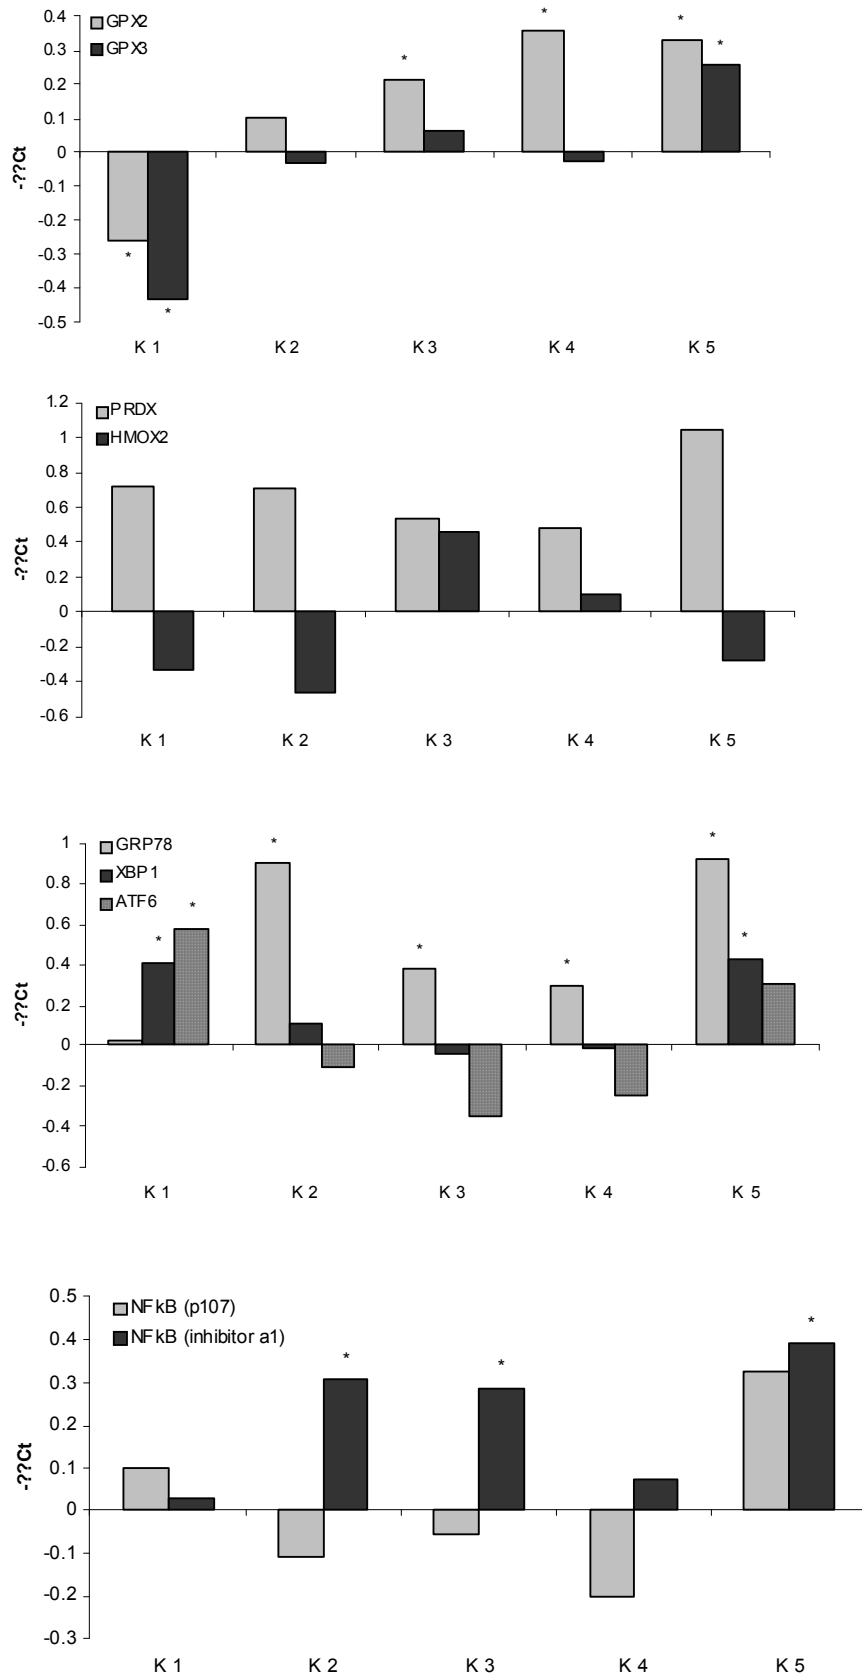 0.4
GPX2
0.3
GPX3
0.2
0.1
0
-0.1
-0.2
-0.3
-0.4
-0.5
-??Ct
* * * * * *
K 1 K 2 K 3 K 4 K 5
1.2
PRDX
1
HMOX2
0.8
0.6
0.4
0.2
0
-0.2
-0.4
-0.6
-??Ct
K 1 K 2 K 3 K 4 K 5
1
GRP78
0.8
XBP1
0.6
ATF6
0.4
0.2
0
-0.2
-0.4
-0.6
-??Ct
* * * * * * *
K 1 K 2 K 3 K 4 K 5
0.5
NFkB (p107)
0.4
NFkB (inhibitor a1)
0.3
0.2
0.1
0
-0.1
-0.2
-0.3
-??Ct
* * *
K 1 K 2 K 3 K 4 K 5